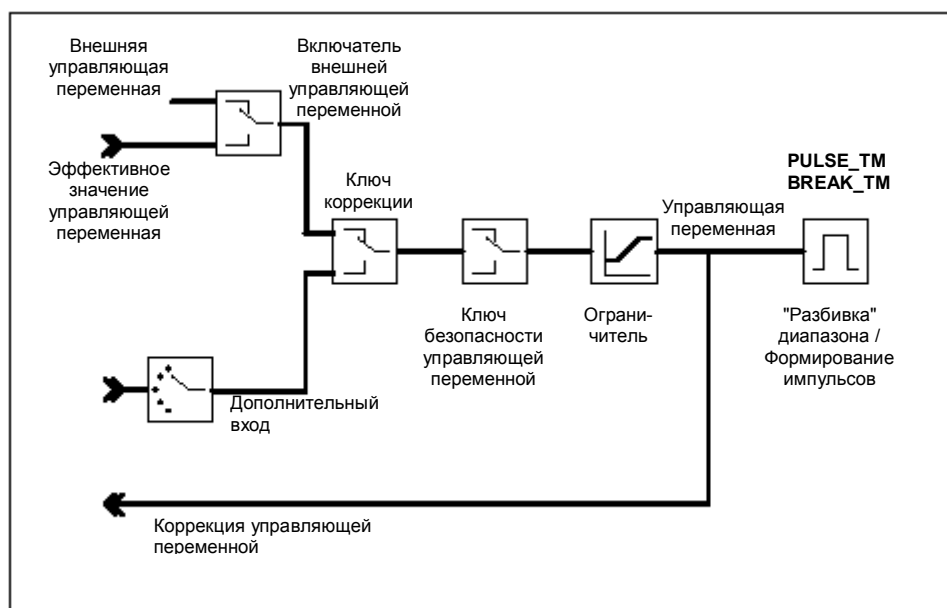 Внешняя
управляющая
переменная
Включатель
внешней
управляющей
переменной
Эффективное
значение
управляющей
переменная
Ключ
коррекции
PULSE_TM
BREAK_TM
Управляющая
переменная
Ключ
безопасности
управляющей
переменной
Ограни-
читель
"Разбивка"
диапазона /
Формирование
импульсов
Дополнительный
вход
Коррекция управляющей
переменной